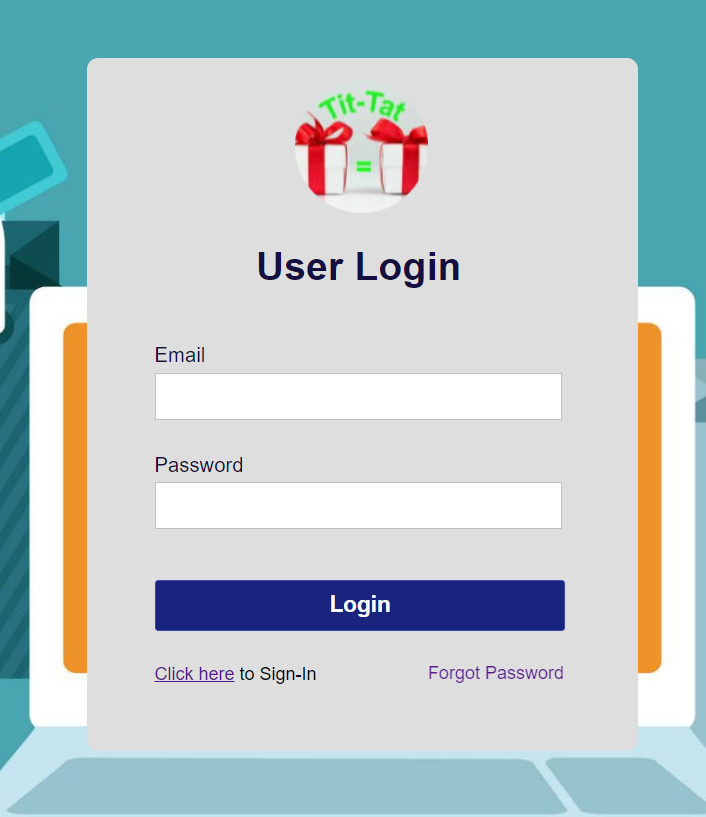 Tit-Tat
=
User Login
Email
Password
Login
Click here to Sign-In
Forgot Password